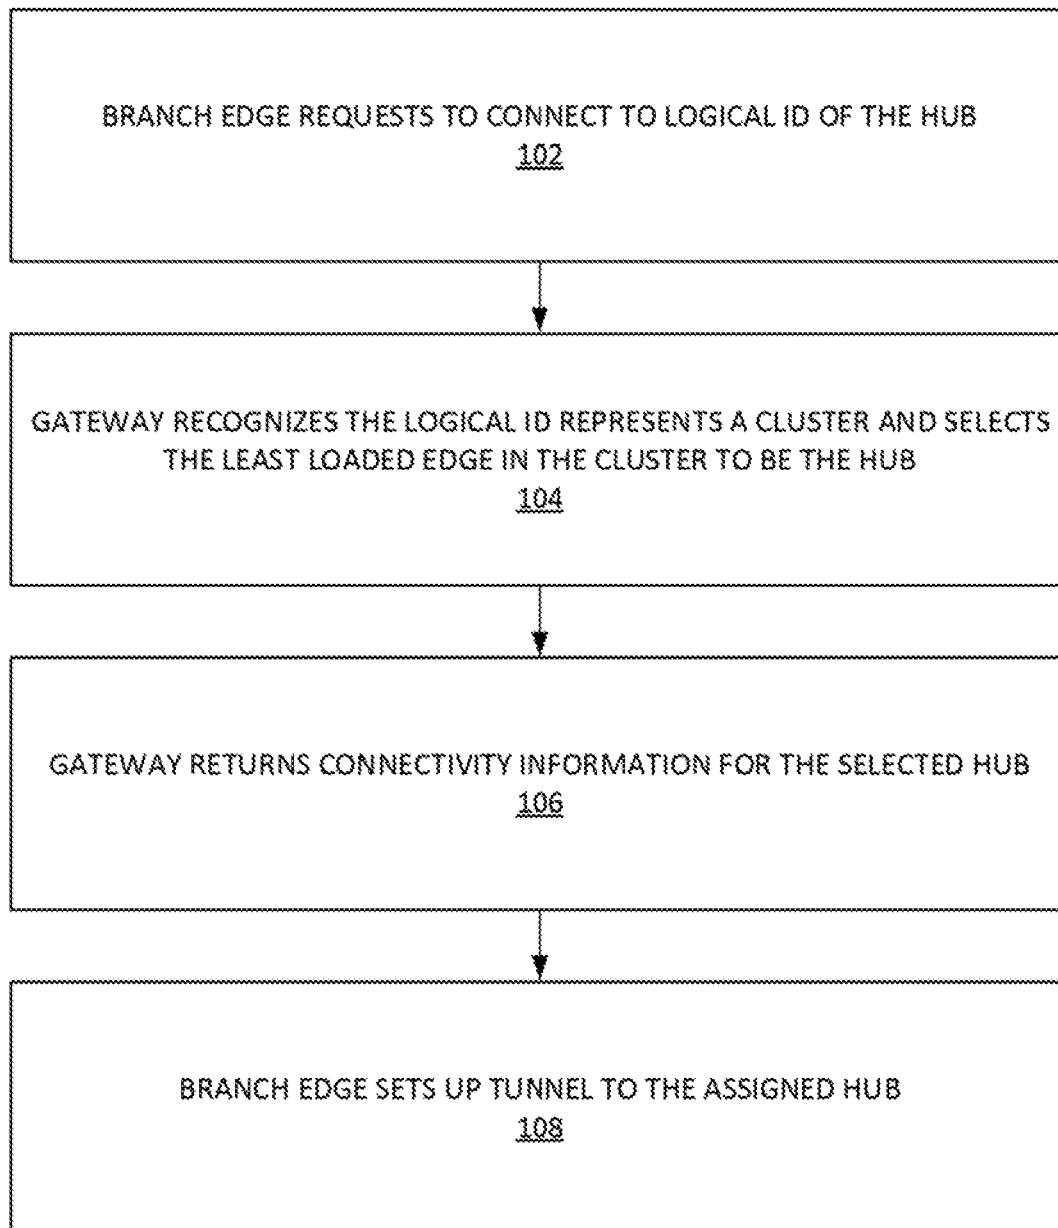 BRANCH EDGE REQUESTS TO CONNECT TO LOGICAL ID OF THE HUB
102
GATEWAY RECOGNIZES THE LOGICAL ID REPRESENTS A CLUSTER AND SELECTS
THE LEAST LOADED EDGE IN THE CLUSTER TO BE THE HUB
104
GATEWAY RETURNS CONNECTIVITY INFORMATION FOR THE SELECTED HUB
106
BRANCH EDGE SETS UP TUNNEL TO THE ASSIGNED HUB
108